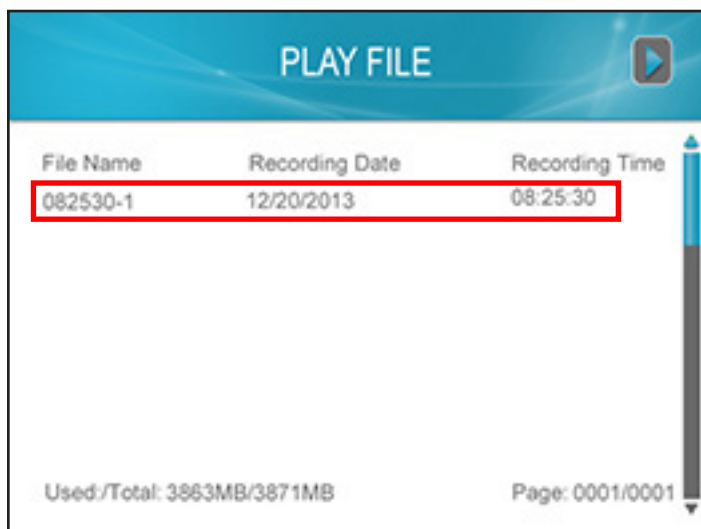 PLAY FILE
File Name Recording Date Recording Time
082530-1 12/20/2013 08:25:30
Used:/Total: 3863MB/3871MB Page: 0001/0001